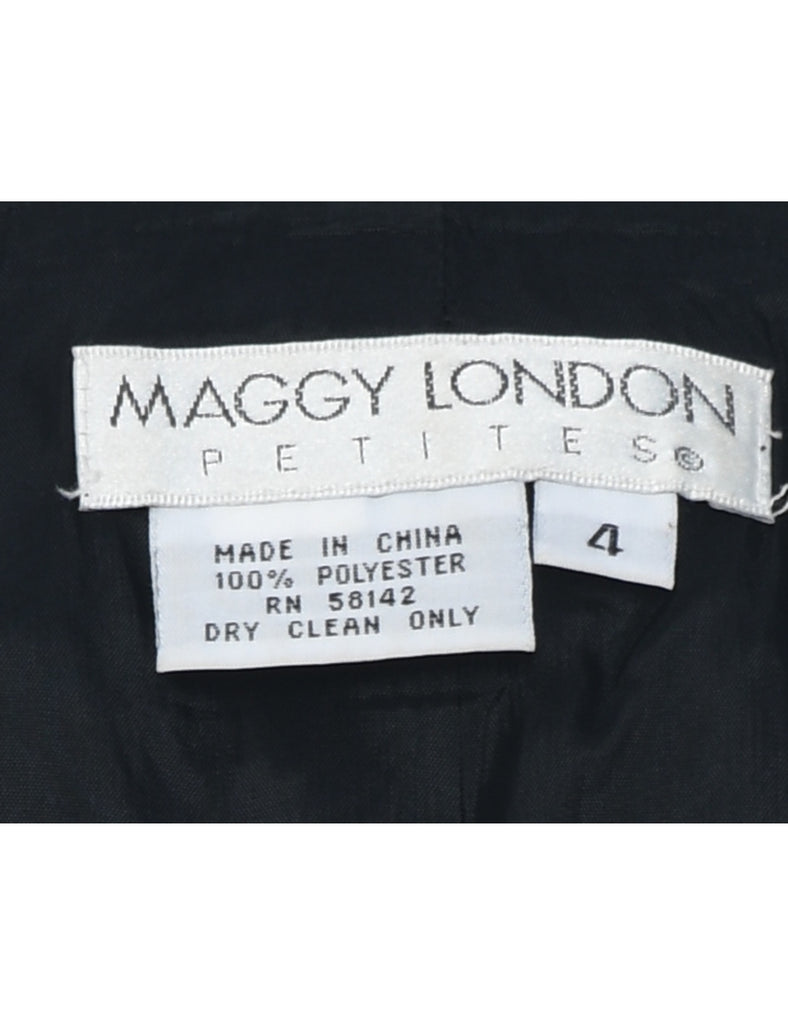 MAGGY LONDON
PETITES®
4
MADE IN CHINA
100% POLYESTER
RN 58142
DRY CLEAN ONLY